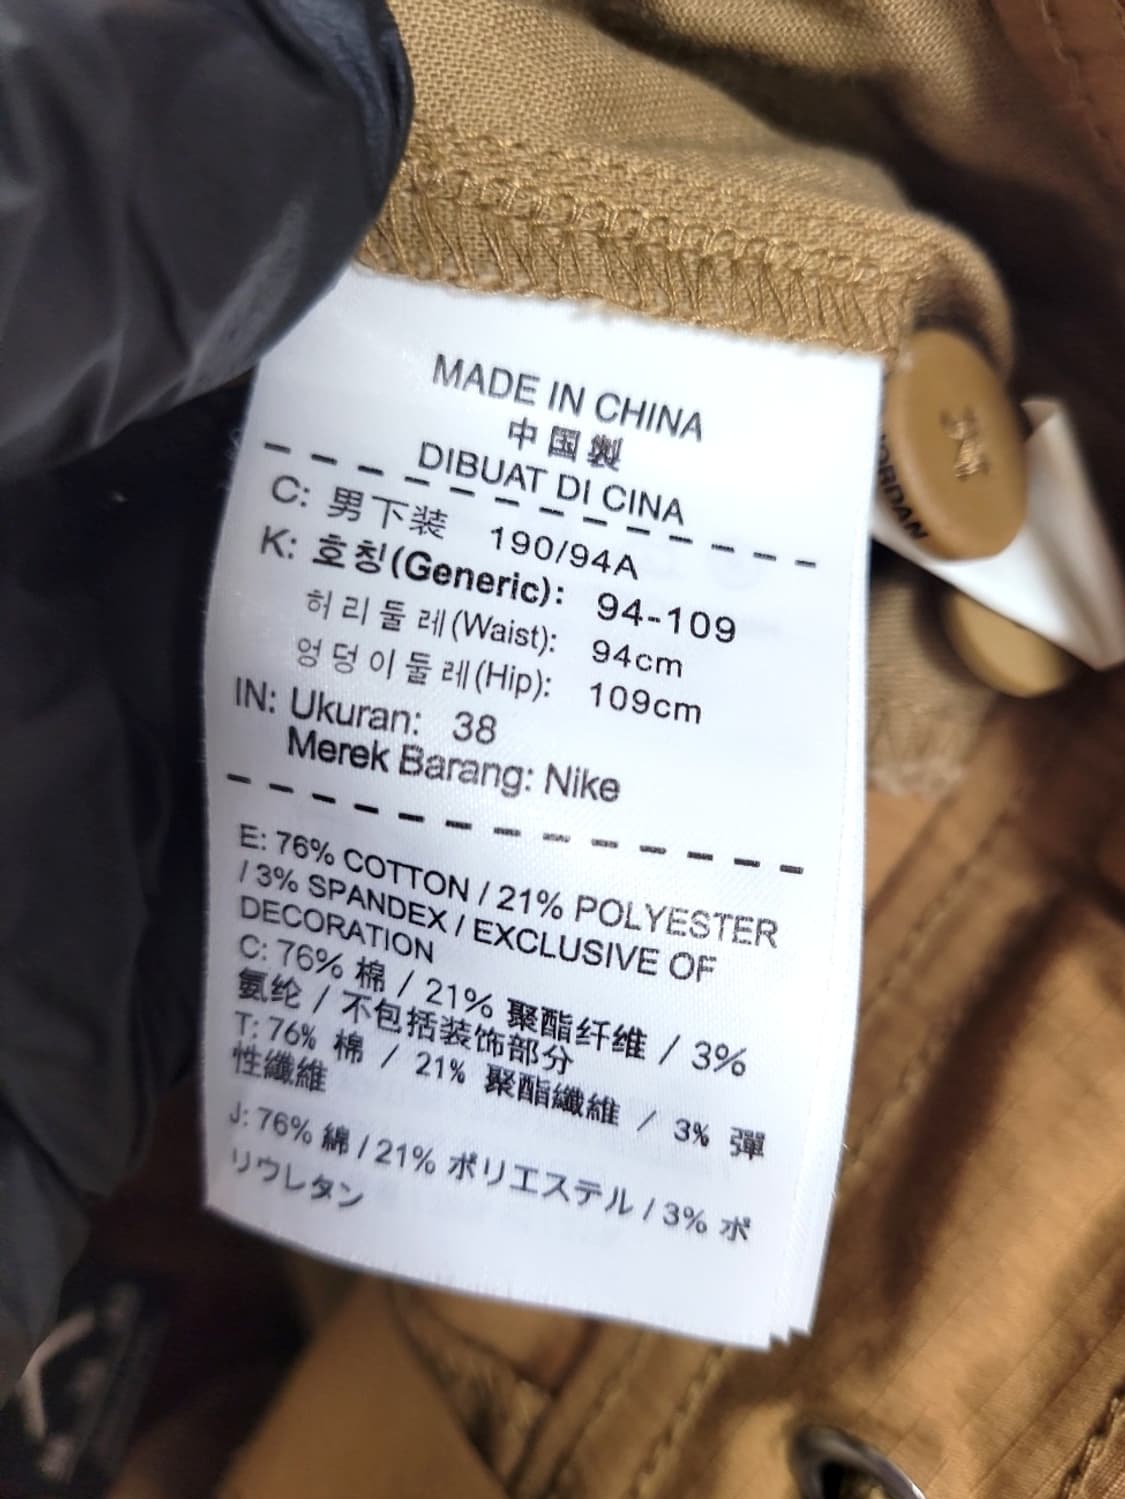 MADE IN CHINA
中国製
DIBUAT DI CINA
C: 男下装 190/94A
K: 호칭(Generic): 94-109
허리둘레(Waist): 94cm
엉덩이둘레(Hip): 109cm
IN: Ukuran: 38
Merek Barang: Nike
E: 76% COTTON / 21% POLYESTER
/ 3% SPANDEX / EXCLUSIVE OF
DECORATION
C: 76% 棉 / 21% 聚酯纤维 / 3%
氨纶 / 不包括装饰部分
T: 76% 棉 / 21% 聚酯纖維 / 3% 彈
性纖維
J: 76% 綿 / 21% ポリエステル / 3% ポ
リウレタン
JORDAN